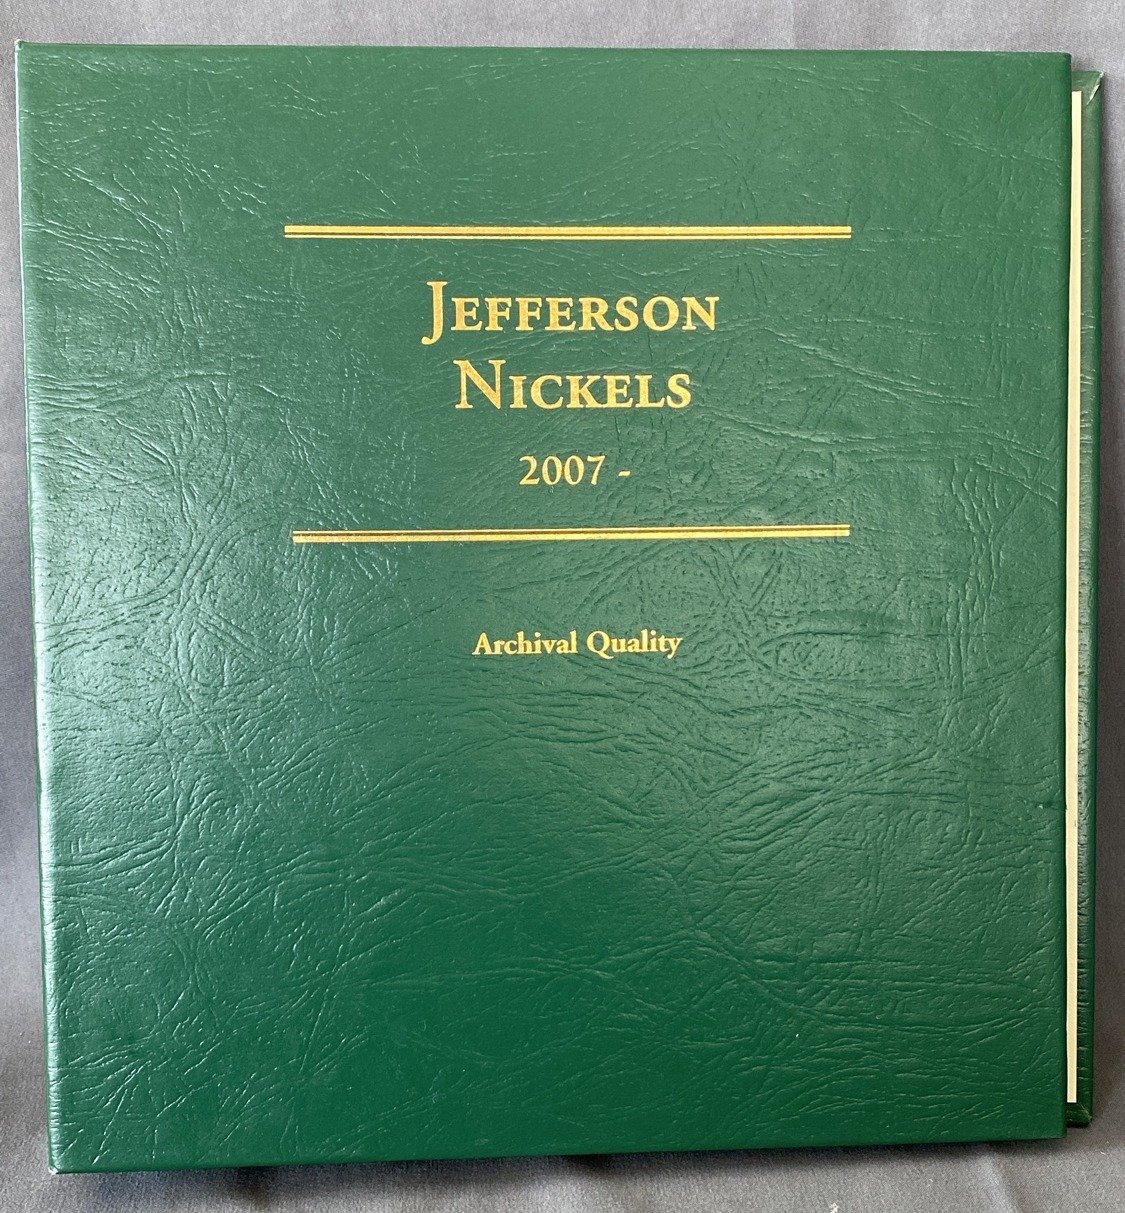 Jefferson
Nickels
2007 -
Archival Quality